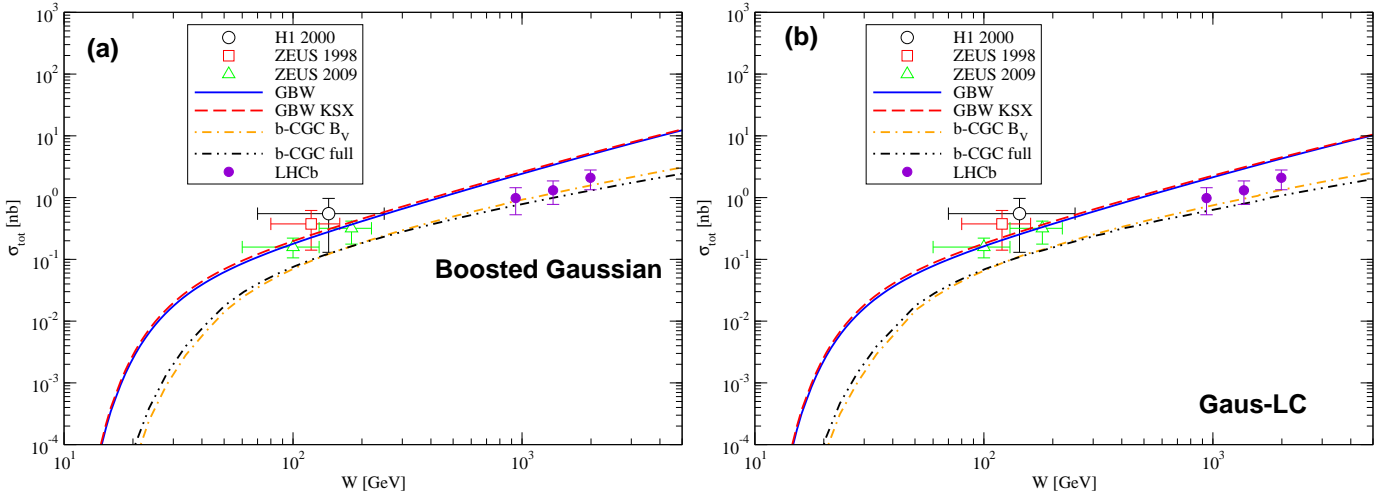 (a)
H1 2000
ZEUS 1998
ZEUS 2009
GBW
GBW KSX
b-CGC B_V
b-CGC full
LHCb
Boosted Gaussian
σ_tot [nb]
10^3
10^2
10^1
10^0
10^-1
10^-2
10^-3
10^-4
10^1
10^2
10^3
W [GeV]
(b)
H1 2000
ZEUS 1998
ZEUS 2009
GBW
GBW KSX
b-CGC B_V
b-CGC full
LHCb
Gaus-LC
σ_tot [nb]
10^3
10^2
10^1
10^0
10^-1
10^-2
10^-3
10^-4
10^1
10^2
10^3
W [GeV]